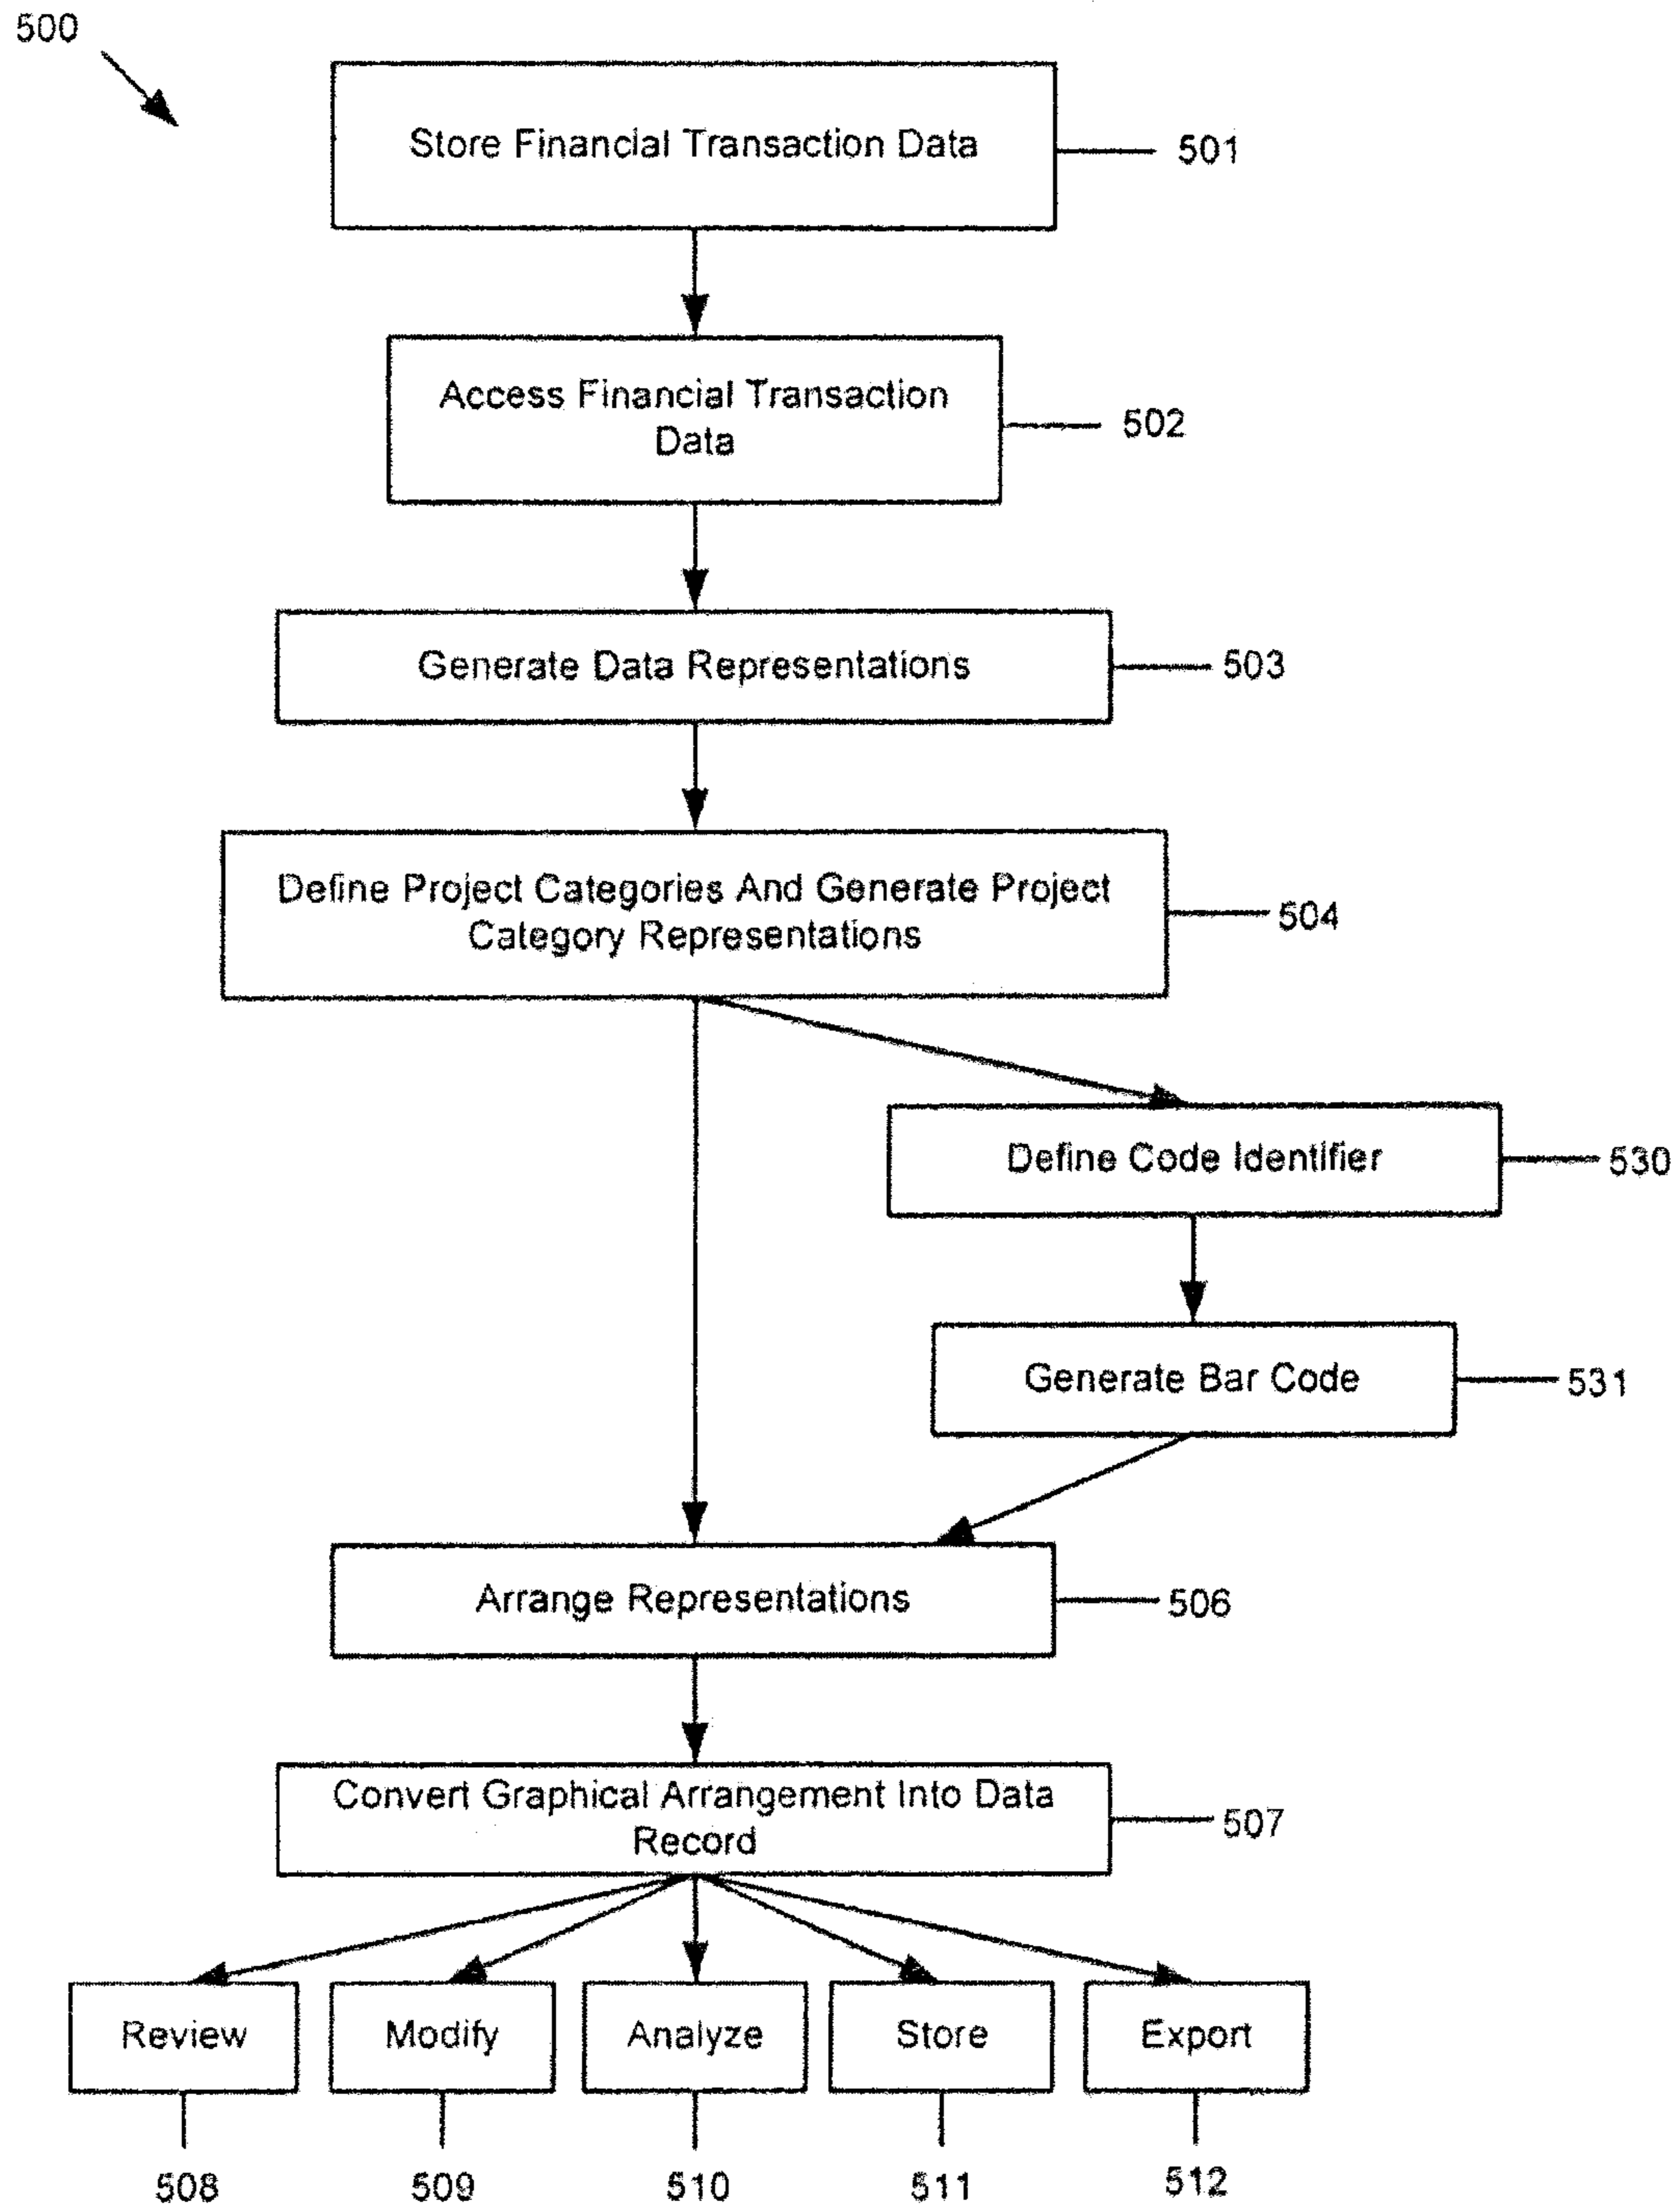 500
Store Financial Transaction Data
501
Access Financial Transaction
Data
502
Generate Data Representations
503
Define Project Categories And Generate Project
Category Representations
504
Define Code Identifier
530
Generate Bar Code
531
Arrange Representations
506
Convert Graphical Arrangement Into Data
Record
507
Review
Modify
Analyze
Store
Export
508
509
510
511
512